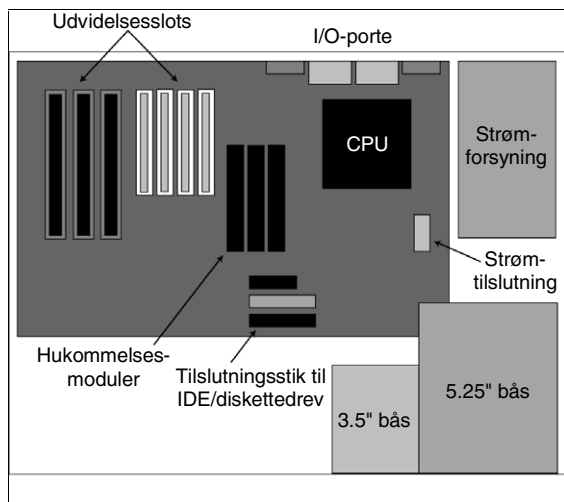 Udvidelsesslots
I/O-porte
CPU
Strøm-
forsyning
Strøm-
tilslutning
Hukommelses-
moduler
Tilslutningsstik til
IDE/diskettedrev
3.5" bås
5.25" bås